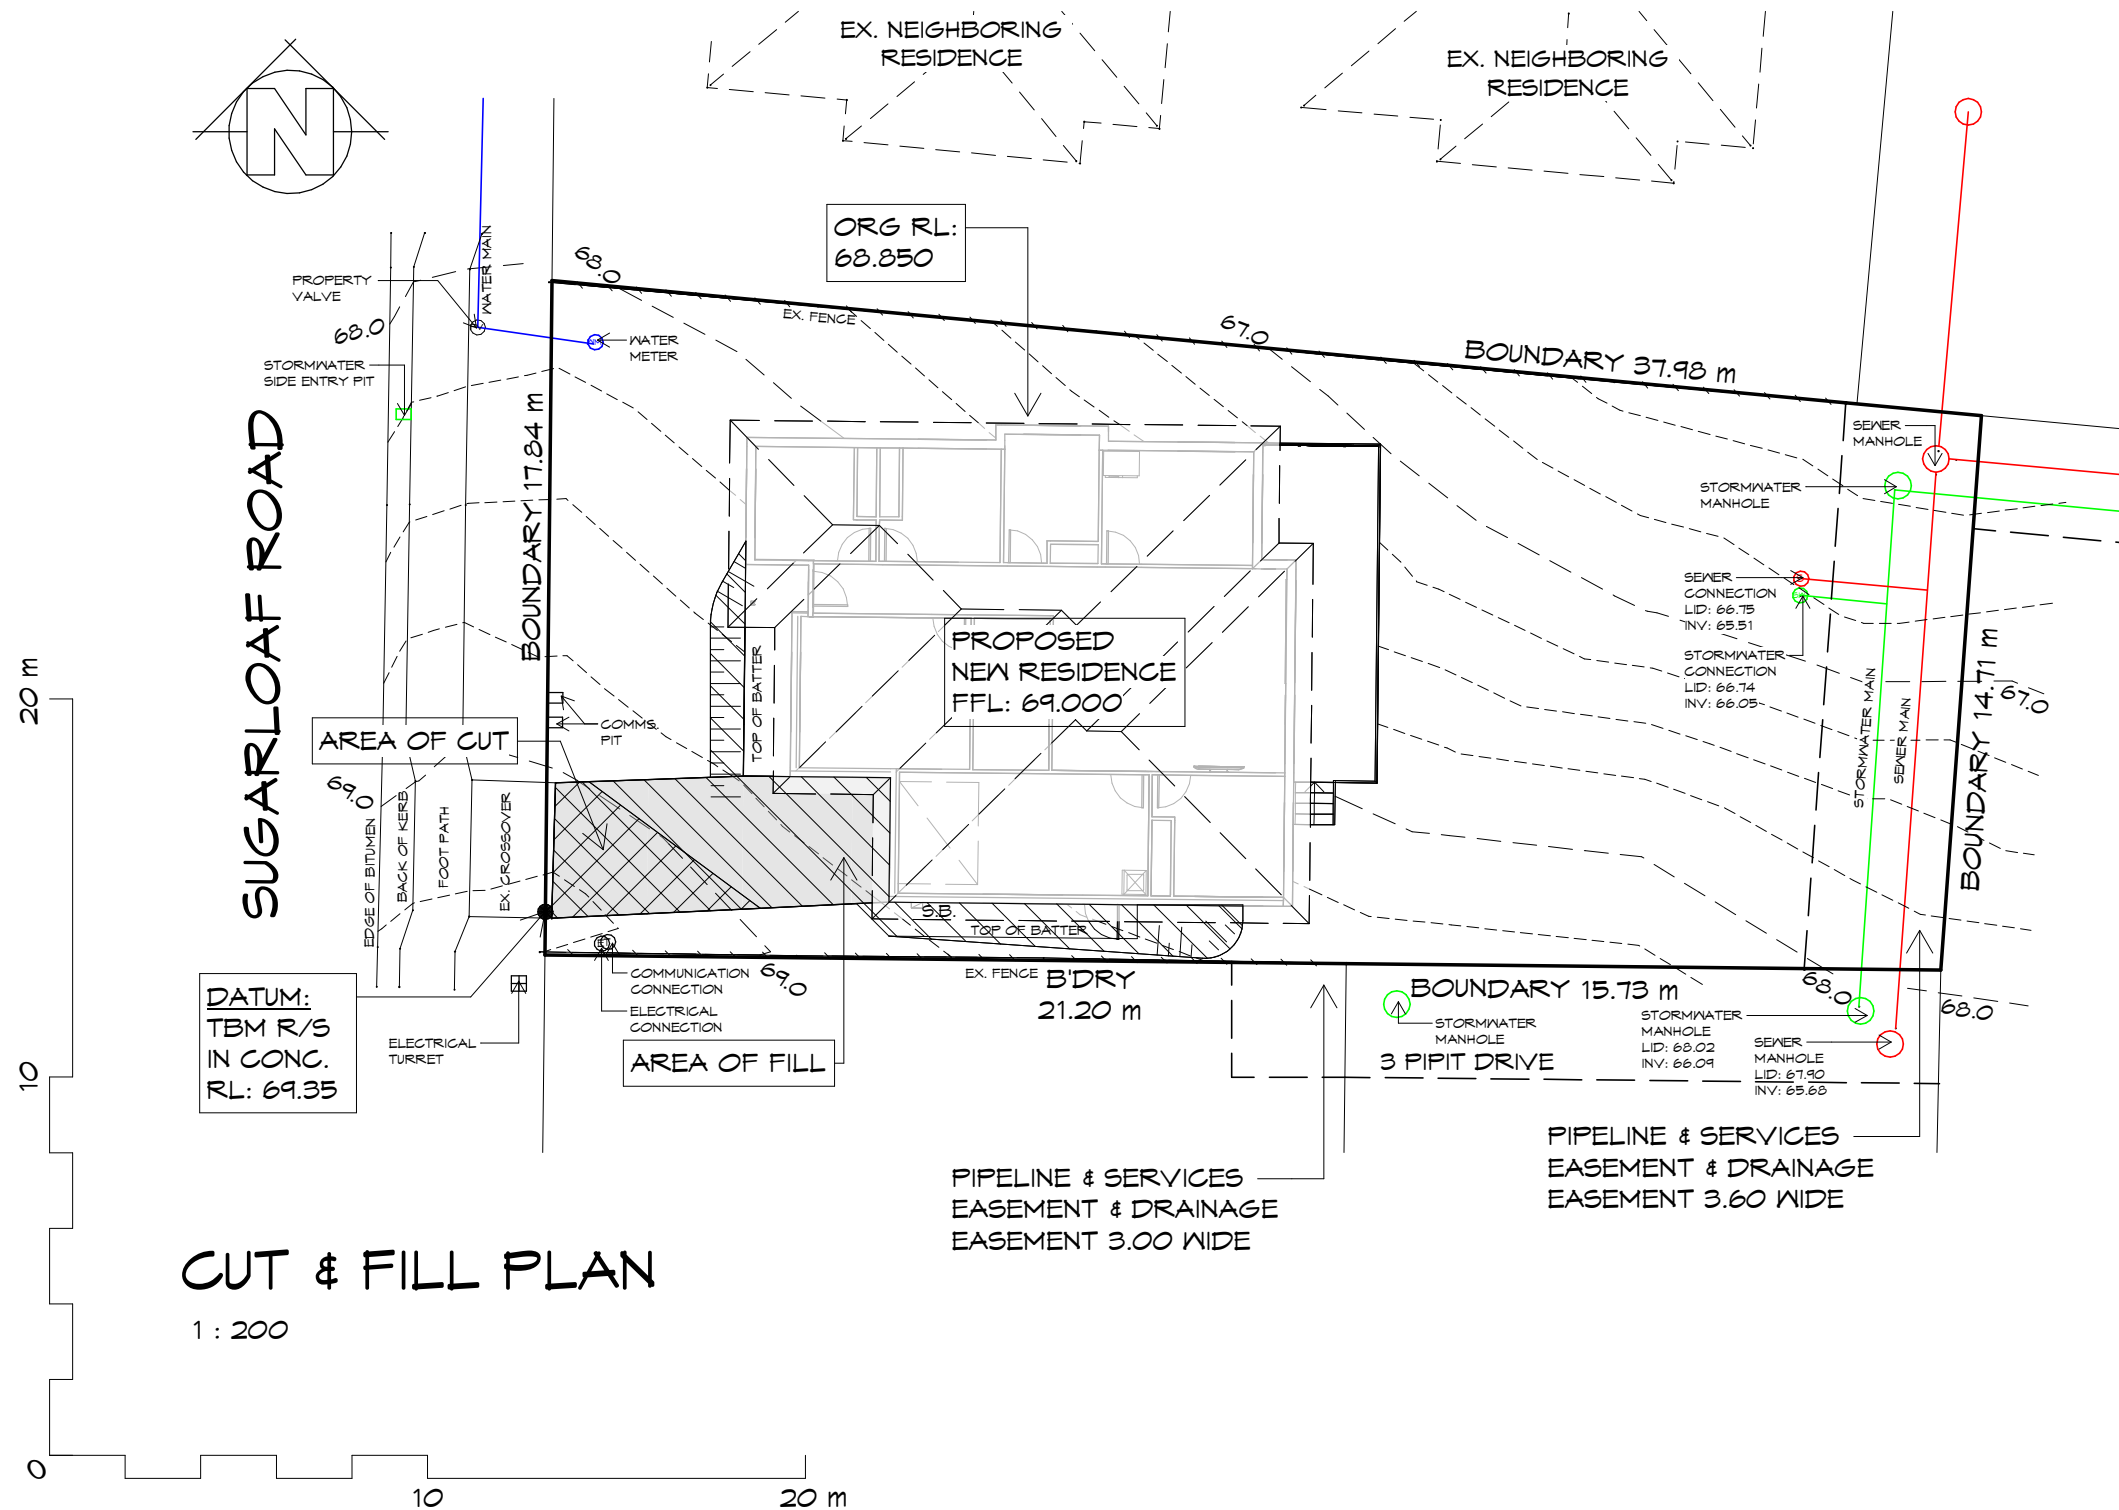 N
EX. NEIGHBORING
RESIDENCE
EX. NEIGHBORING
RESIDENCE
ORG RL:
68.850
68.0
WATER MAIN
PROPERTY
VALVE
68.0
STORMWATER
SIDE ENTRY PIT
WATER
METER
EX. FENCE
67.0
BOUNDARY 37.98 m
SEWER
MANHOLE
STORMWATER
MANHOLE
SUGARLOAF ROAD
BOUNDARY 17.84 m
SEWER
CONNECTION
LID: 66.75
INV: 65.51
STORMWATER
CONNECTION
LID: 66.74
INV: 66.05
PROPOSED
NEW RESIDENCE
FFL: 69.000
TOP OF BATTER
STORMWATER MAIN
SEWER MAIN
BOUNDARY 14.71 m
67.0
20 m
AREA OF CUT
COMMS.
PIT
69.0
EDGE OF BITUMEN
BACK OF KERB
FOOT PATH
EX. CROSSOVER
S.B.
TOP OF BATTER
EX. FENCE
B'DRY
21.20 m
69.0
COMMUNICATION
CONNECTION
ELECTRICAL
CONNECTION
DATUM:
TBM R/S
IN CONC.
RL: 69.35
ELECTRICAL
TURRET
AREA OF FILL
BOUNDARY 15.73 m
STORMWATER
MANHOLE
3 PIPIT DRIVE
68.0
STORMWATER
MANHOLE
LID: 68.02
INV: 66.09
SEWER
MANHOLE
LID: 67.90
INV: 65.68
68.0
10
PIPELINE & SERVICES
EASEMENT & DRAINAGE
EASEMENT 3.00 WIDE
PIPELINE & SERVICES
EASEMENT & DRAINAGE
EASEMENT 3.60 WIDE
CUT & FILL PLAN
1 : 200
0
10
20 m